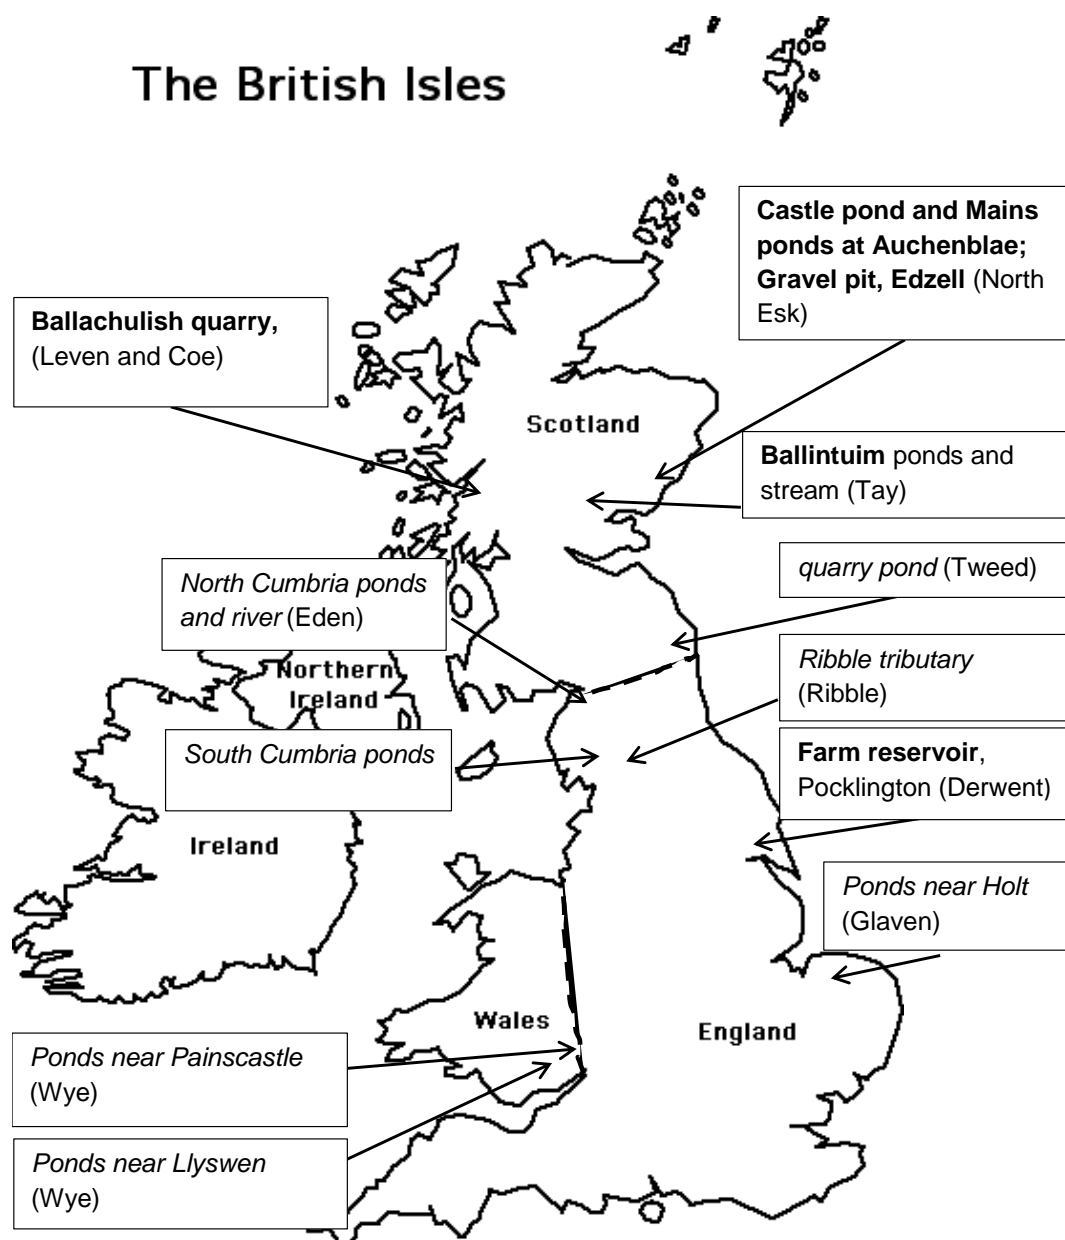 The British Isles
Castle pond and Mains
ponds at Auchenblae;
Gravel pit, Edzell (North
Esk)
Ballachulish quarry,
(Leven and Coe)
Scotland
Ballintuim ponds and
stream (Tay)
quarry pond (Tweed)
North Cumbria ponds
and river (Eden)
Ribble tributary
(Ribble)
Northern
Ireland
South Cumbria ponds
Farm reservoir,
Pocklington (Derwent)
Ireland
Ponds near Holt
(Glaven)
Wales
England
Ponds near Painscastle
(Wye)
Ponds near Llyswen
(Wye)